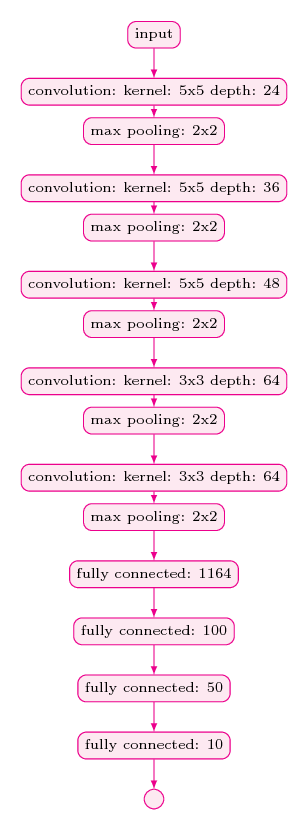 input
convolution: kernel: 5x5 depth: 24
max pooling: 2x2
convolution: kernel: 5x5 depth: 36
max pooling: 2x2
convolution: kernel: 5x5 depth: 48
max pooling: 2x2
convolution: kernel: 3x3 depth: 64
max pooling: 2x2
convolution: kernel: 3x3 depth: 64
max pooling: 2x2
fully connected: 1164
fully connected: 100
fully connected: 50
fully connected: 10